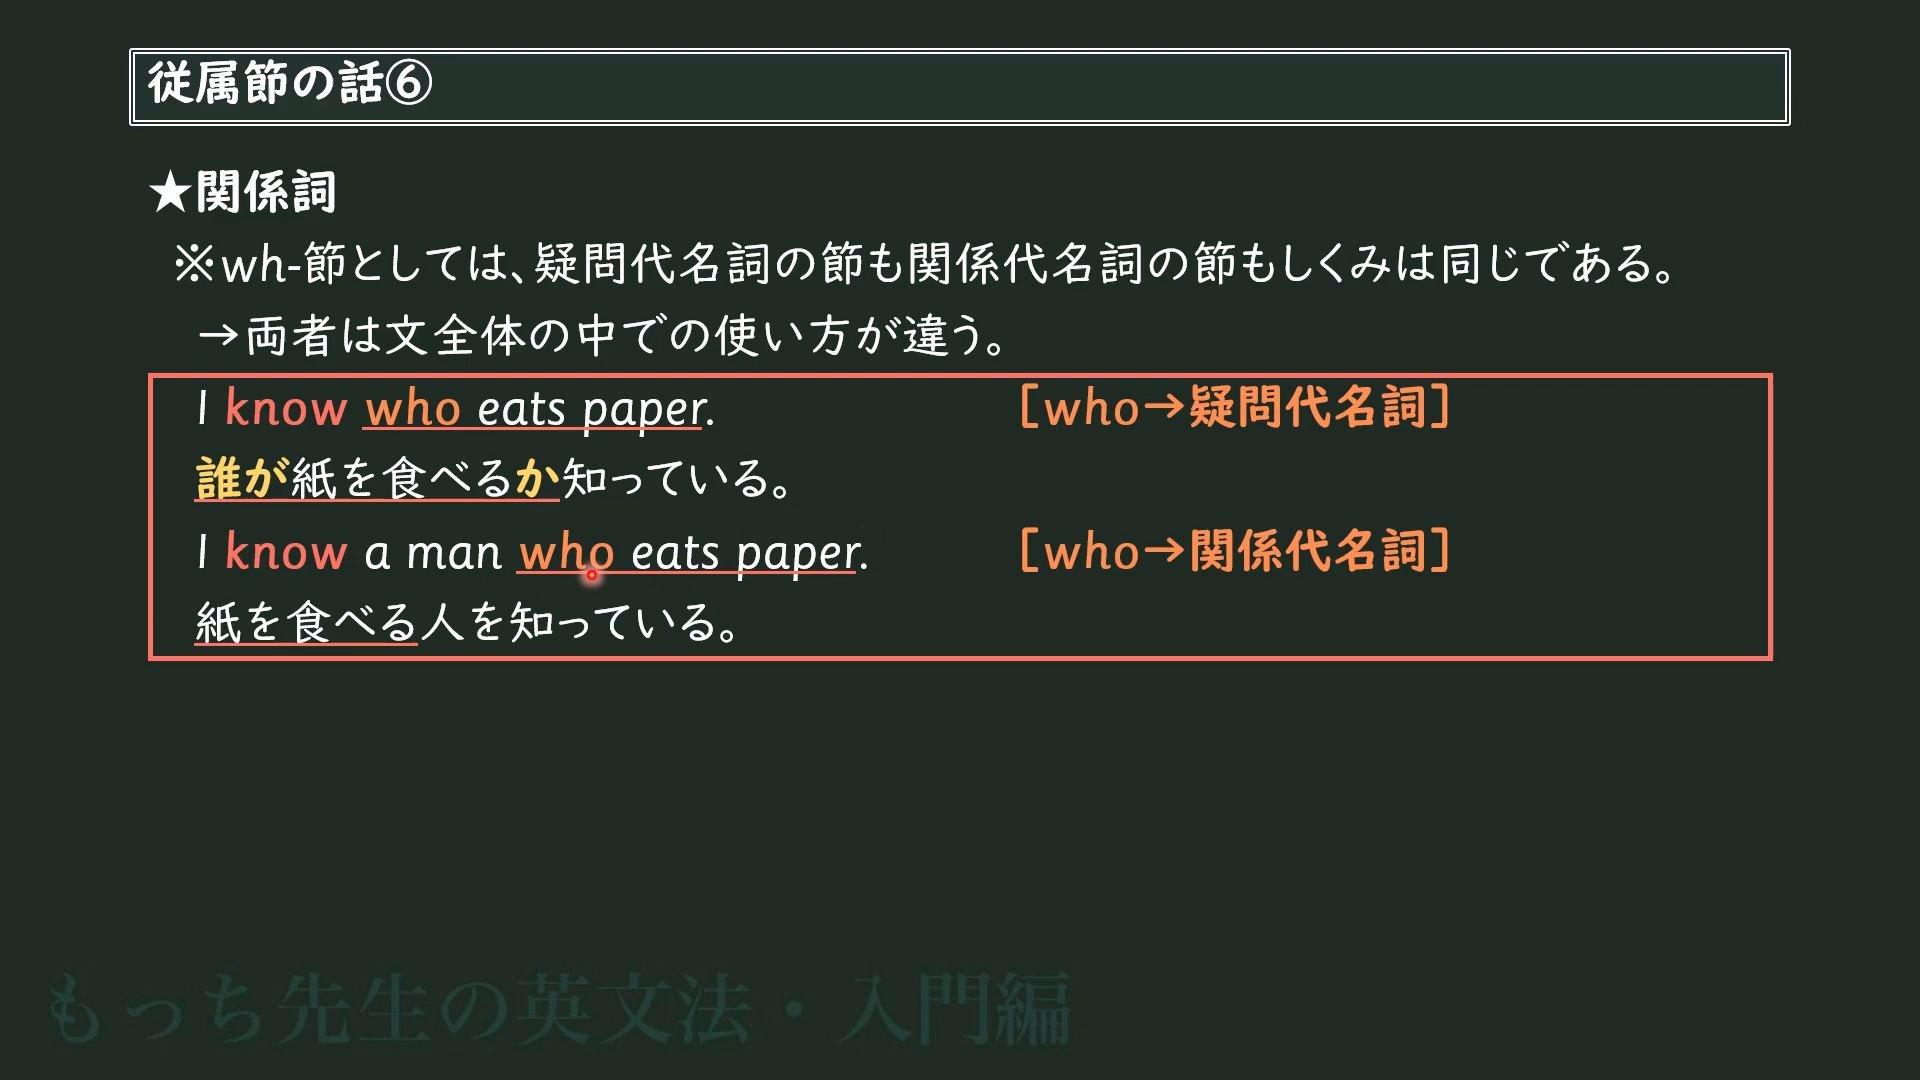 従属節の話⑥
★関係詞
※wh-節としては、疑問代名詞の節も関係代名詞の節もしくみは同じである。
→両者は文全体の中での使い方が違う。
I know who eats paper. [who→疑問代名詞]
誰が紙を食べるか知っている。
I know a man who eats paper. [who→関係代名詞]
紙を食べる人を知っている。
もっち先生の英文法・入門編